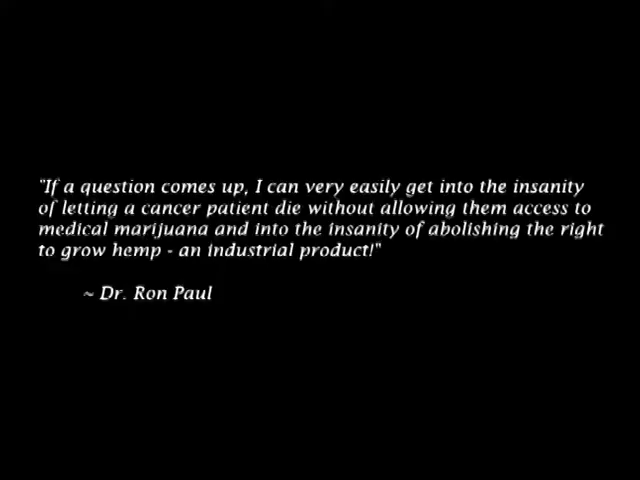 "If a question comes up, I can very easily get into the insanity
of letting a cancer patient die without allowing them access to
medical marijuana and into the insanity of abolishing the right
to grow hemp - an industrial product!"
~ Dr. Ron Paul